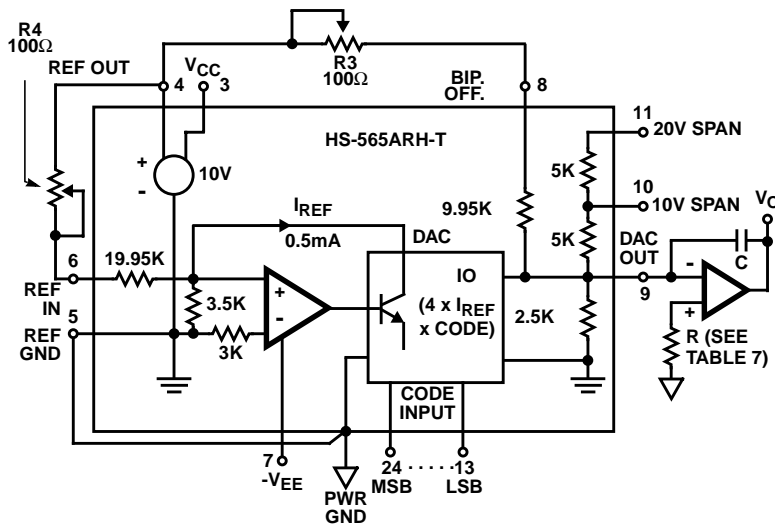 R4
100Ω
REF OUT
VCC
4
3
R3
100Ω
BIP.
OFF.
8
HS-565ARH-T
11
20V SPAN
5K
+
-
10V
10
10V SPAN
9.95K
5K
IREF
0.5mA
DAC
DAC
OUT
VO
C
6
19.95K
REF
IN
IO
(4 x IREF
x CODE)
9
-
+
+
-
3.5K
2.5K
5
REF
GND
3K
R (SEE
TABLE 7)
CODE
INPUT
7
-VEE
PWR
GND
24 . . . . . 13
MSB
LSB